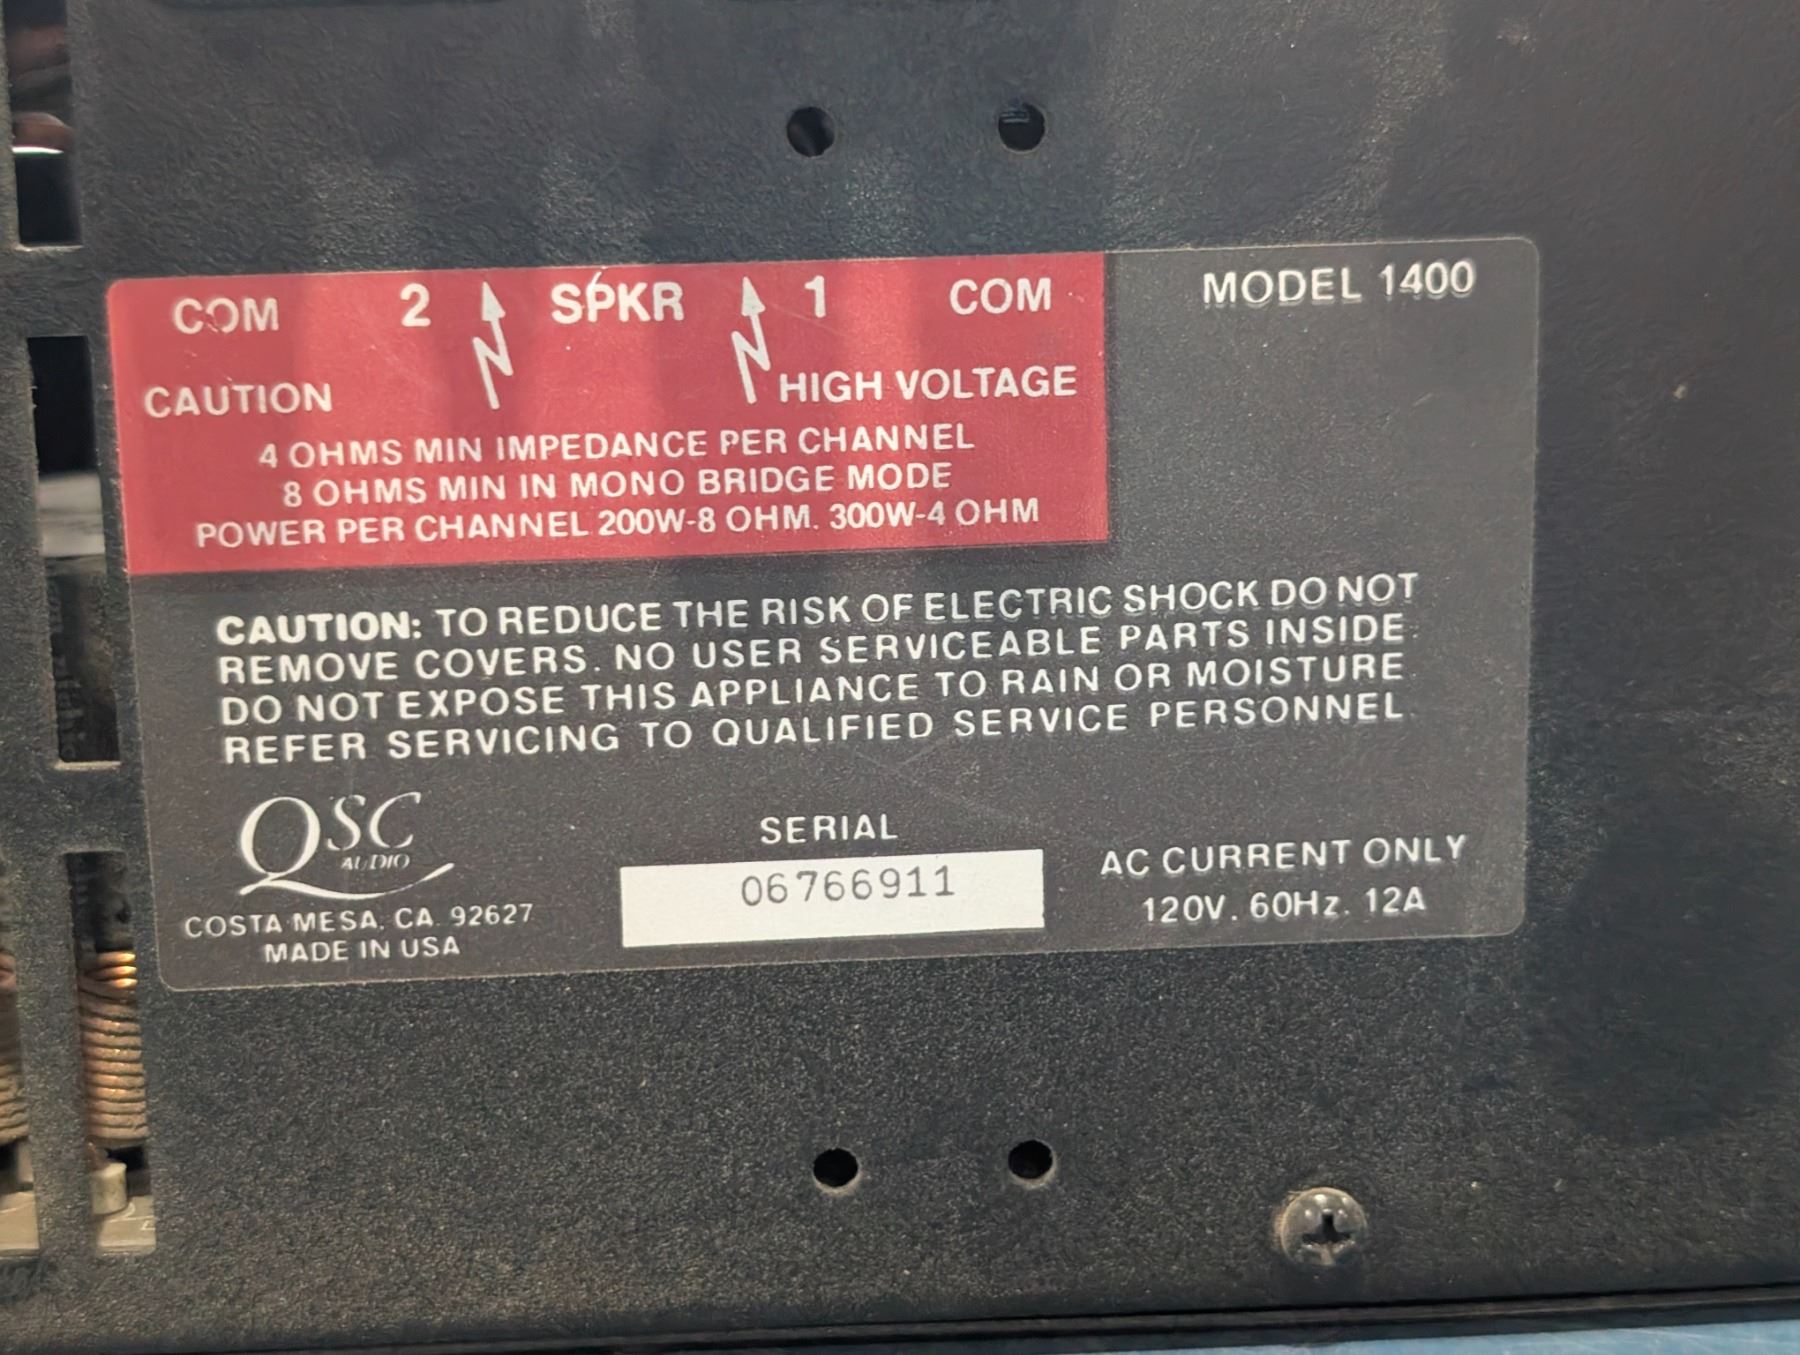 COM 2 SPKR 1 COM
MODEL 1400
CAUTION HIGH VOLTAGE
4 OHMS MIN IMPEDANCE PER CHANNEL
8 OHMS MIN IN MONO BRIDGE MODE
POWER PER CHANNEL 200W-8 OHM. 300W-4 OHM
CAUTION: TO REDUCE THE RISK OF ELECTRIC SHOCK DO NOT
REMOVE COVERS. NO USER SERVICEABLE PARTS INSIDE.
DO NOT EXPOSE THIS APPLIANCE TO RAIN OR MOISTURE.
REFER SERVICING TO QUALIFIED SERVICE PERSONNEL.
QSC
AUDIO
COSTA MESA, CA. 92627
MADE IN USA
SERIAL
06766911
AC CURRENT ONLY
120V. 60Hz. 12A